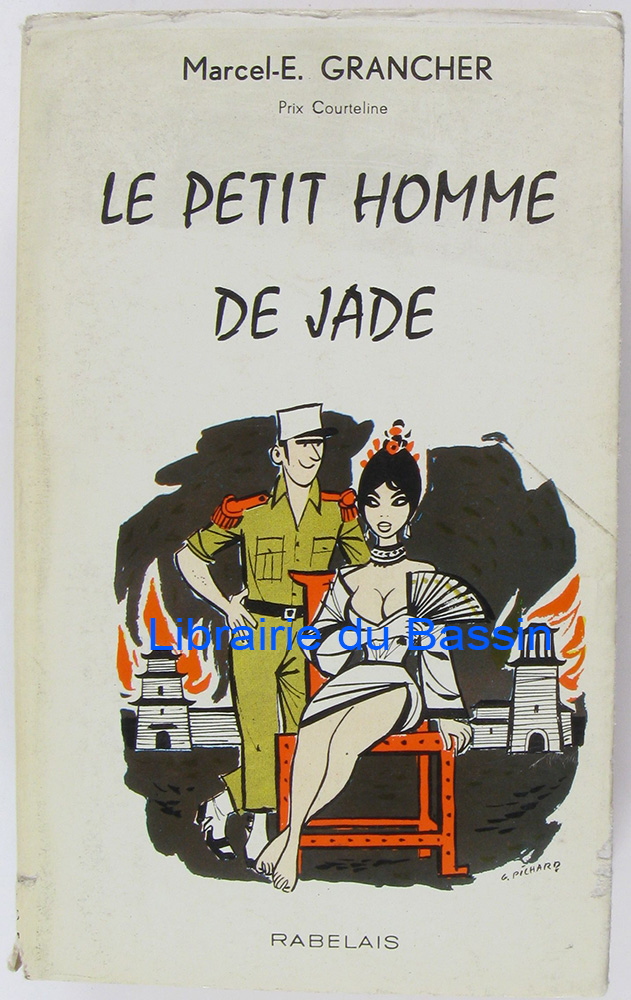 Marcel-E. GRANCHER
Prix Courteline
LE PETIT HOMME
DE JADE
Librairie du Bassin
G. PICHARD
RABELAIS